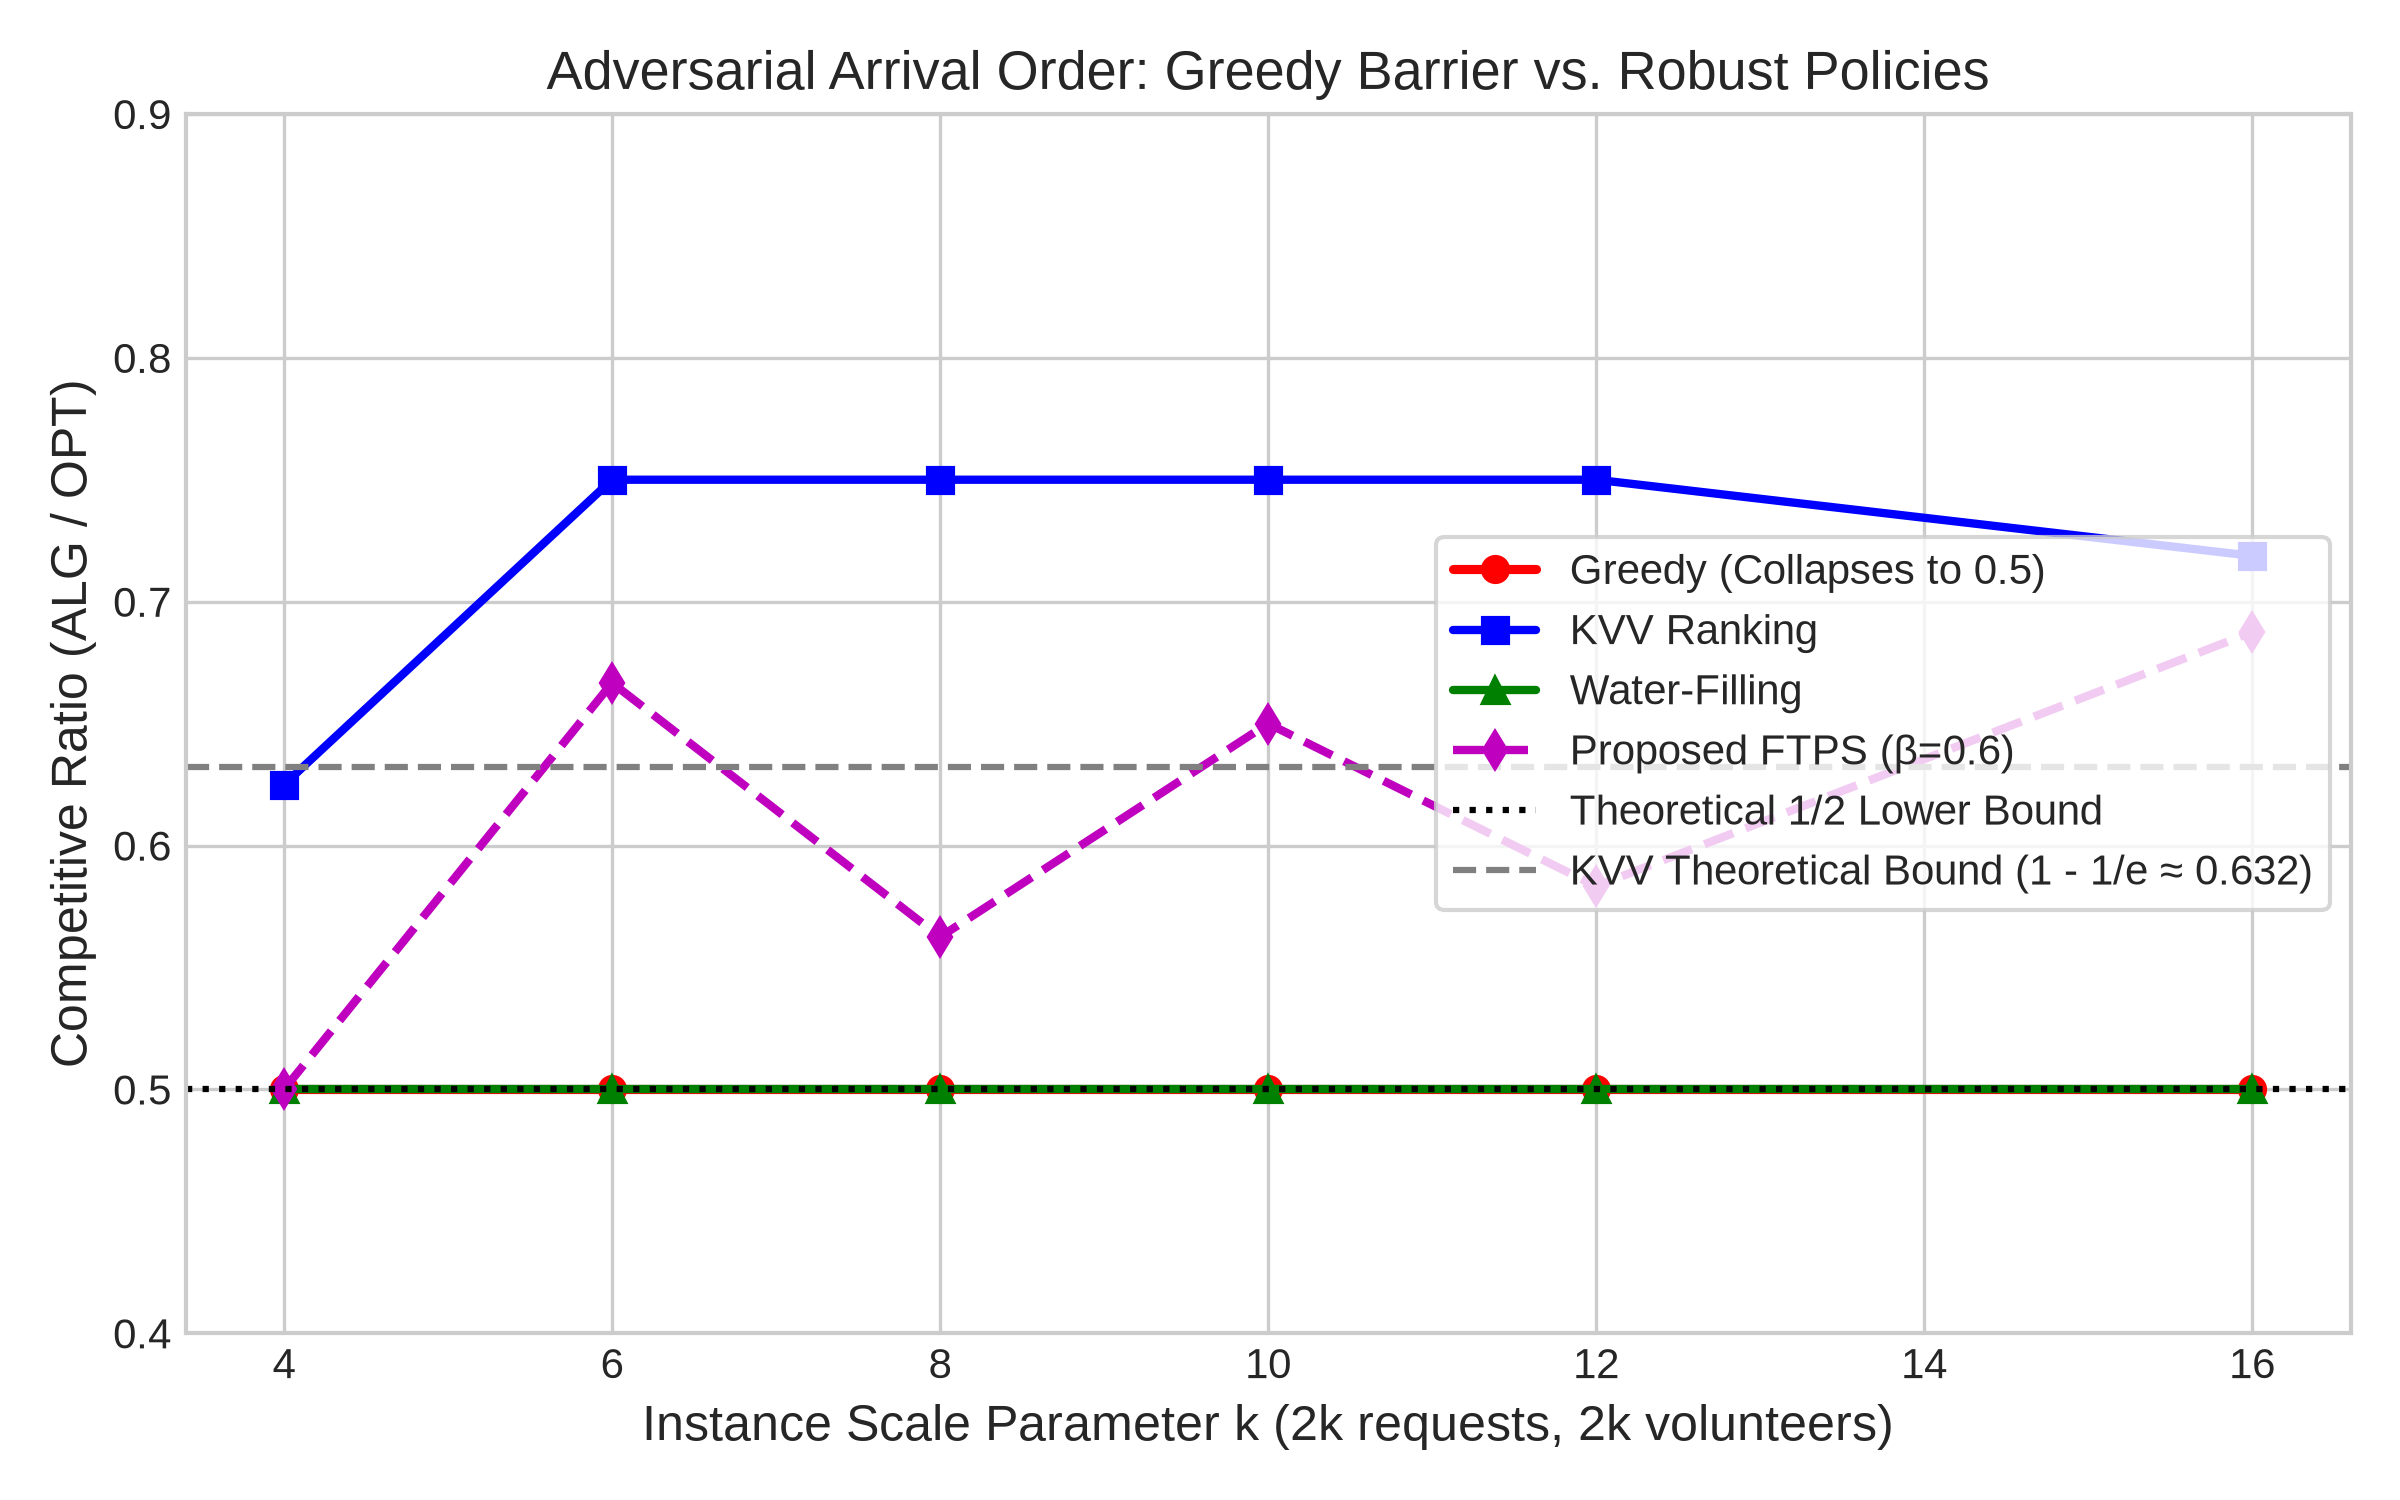 Adversarial Arrival Order: Greedy Barrier vs. Robust Policies
Competitive Ratio (ALG / OPT)
0.9
0.8
0.7
0.6
0.5
0.4
Greedy (Collapses to 0.5)
KVV Ranking
Water-Filling
Proposed FTPS (β=0.6)
Theoretical 1/2 Lower Bound
KVV Theoretical Bound (1 - 1/e ≈ 0.632)
4 6 8 10 12 14 16
Instance Scale Parameter k (2k requests, 2k volunteers)